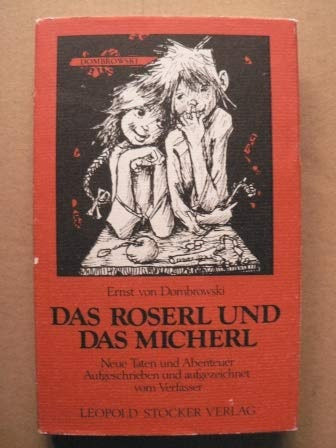 DOMBROWSKI
Ernst von Dombrowski
DAS ROSERL UND
DAS MICHERL
Neue Taten und Abenteuer
Aufgeschrieben und aufgezeichnet
vom Verfasser
LEOPOLD STOCKER VERLAG